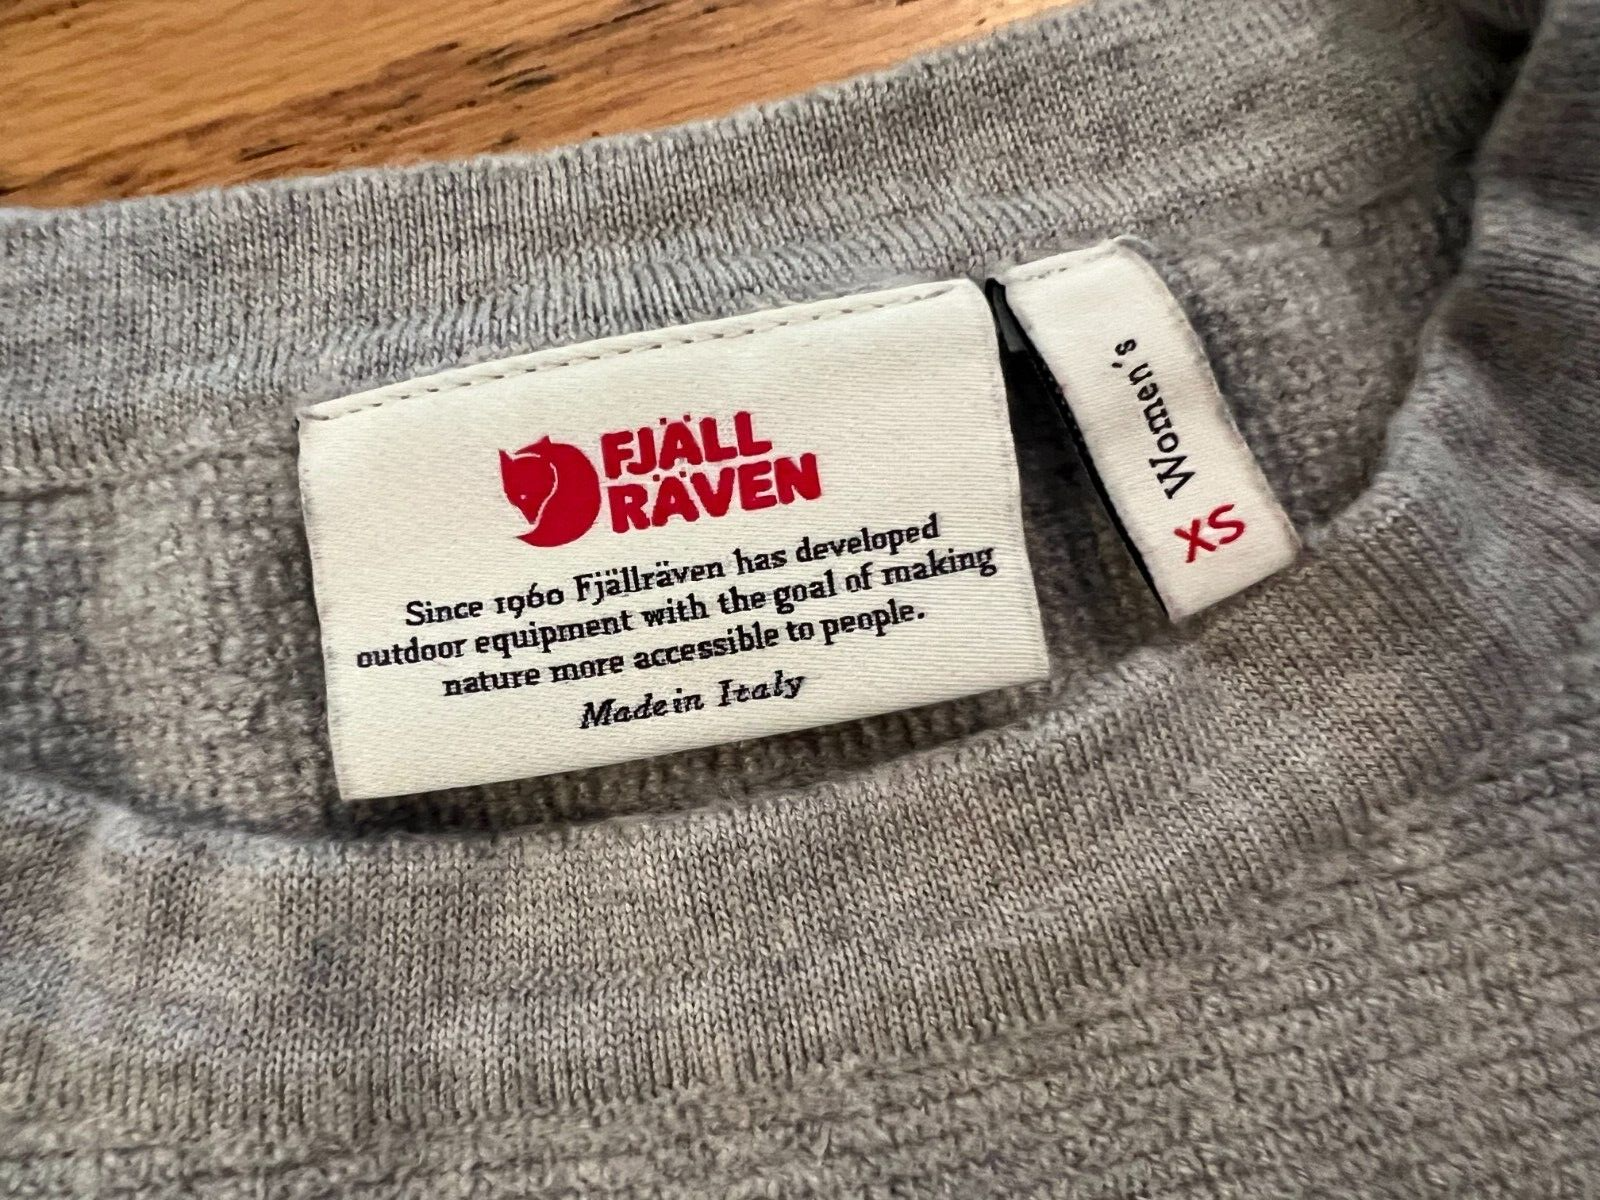 FJÄLL
RÄVEN
Since 1960 Fjällräven has developed
outdoor equipment with the goal of making
nature more accessible to people.
Made in Italy
Women's
XS